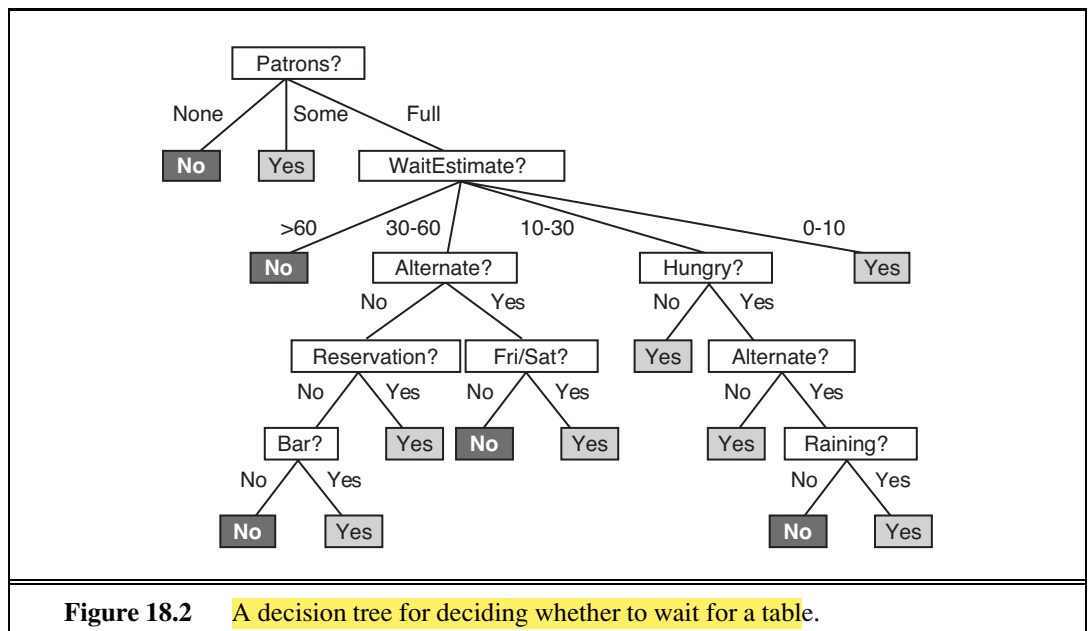 Patrons?
None Some Full
No Yes WaitEstimate?
>60 30-60 10-30 0-10
No Alternate? Hungry? Yes
No Yes No Yes
Reservation? Fri/Sat? Yes Alternate?
No Yes No Yes No Yes
Bar? Yes No Yes Yes Raining?
No Yes No Yes
No Yes No Yes
Figure 18.2 A decision tree for deciding whether to wait for a table.